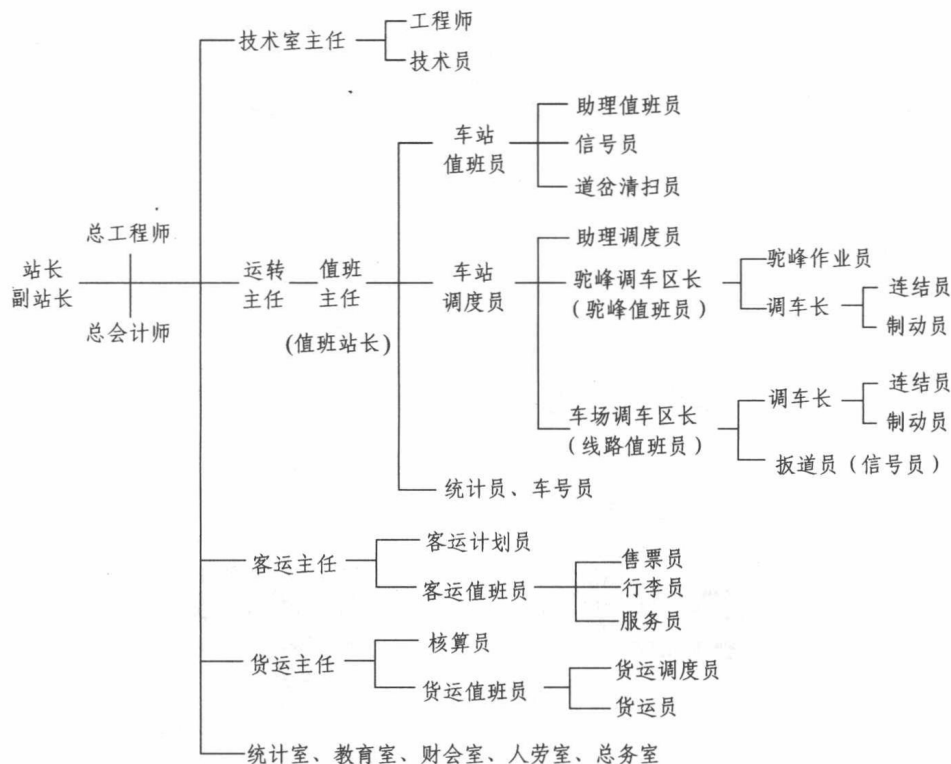 工程师
技术室主任
技术员
助理值班员
车站
值班员
信号员
道岔清扫员
总工程师
助理调度员
站长
副站长
运转
主任
值班
主任
(值班站长)
车站
调度员
驼峰调车区长
(驼峰值班员)
驼峰作业员
调车长
连结员
制动员
总会计师
车场调车区长
(线路值班员)
调车长
连结员
制动员
扳道员(信号员)
统计员、车号员
客运计划员
客运主任
客运值班员
售票员
行李员
服务员
核算员
货运主任
货运值班员
货运调度员
货运员
统计室、教育室、财会室、人劳室、总务室